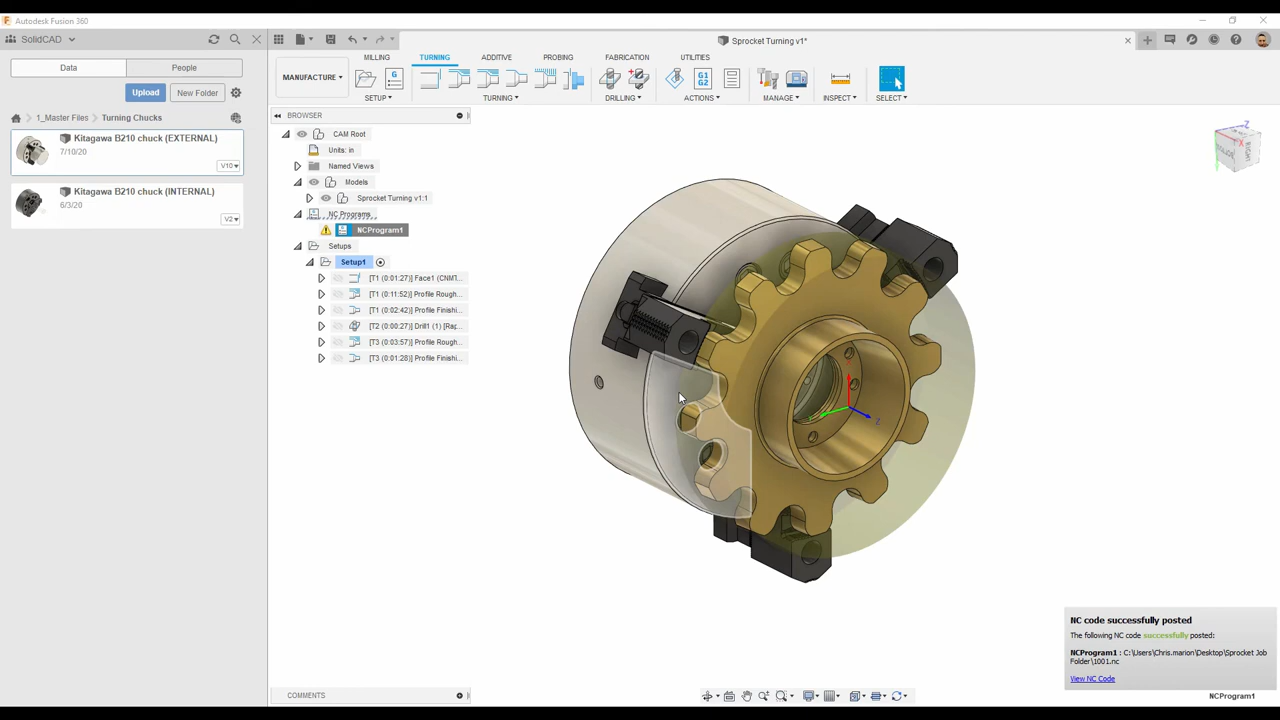 Autodesk Fusion 360
SolidCAD
Sprocket Turning v1*
Data
People
Upload
New Folder
1_Master Files
Turning Chucks
Kitagawa B210 chuck (EXTERNAL)
7/10/20
V10
Kitagawa B210 chuck (INTERNAL)
6/3/20
V2
MILLING
TURNING
ADDITIVE
PROBING
FABRICATION
UTILITIES
MANUFACTURE
G1
G2
SETUP
TURNING
DRILLING
ACTIONS
MANAGE
INSPECT
SELECT
BROWSER
CAM Root
Units: in
Named Views
Models
Sprocket Turning v1:1
NC Programs
NCProgram1
Setups
Setup1
[T1 (0:01:27)] Face1 (CNMT...
[T1 (0:11:52)] Profile Rough...
[T1 (0:02:42)] Profile Finishi...
[T2 (0:00:27)] Drill1 (1) [Rap...
[T3 (0:03:57)] Profile Rough...
[T3 (0:01:28)] Profile Finishi...
Z
X
RIGHT
Z
NC code successfully posted
The following NC code successfully posted:
NCProgram1 : C:\Users\Chris.marion\Desktop\Sprocket Job
Folder\1001.nc
View NC Code
COMMENTS
NCProgram1